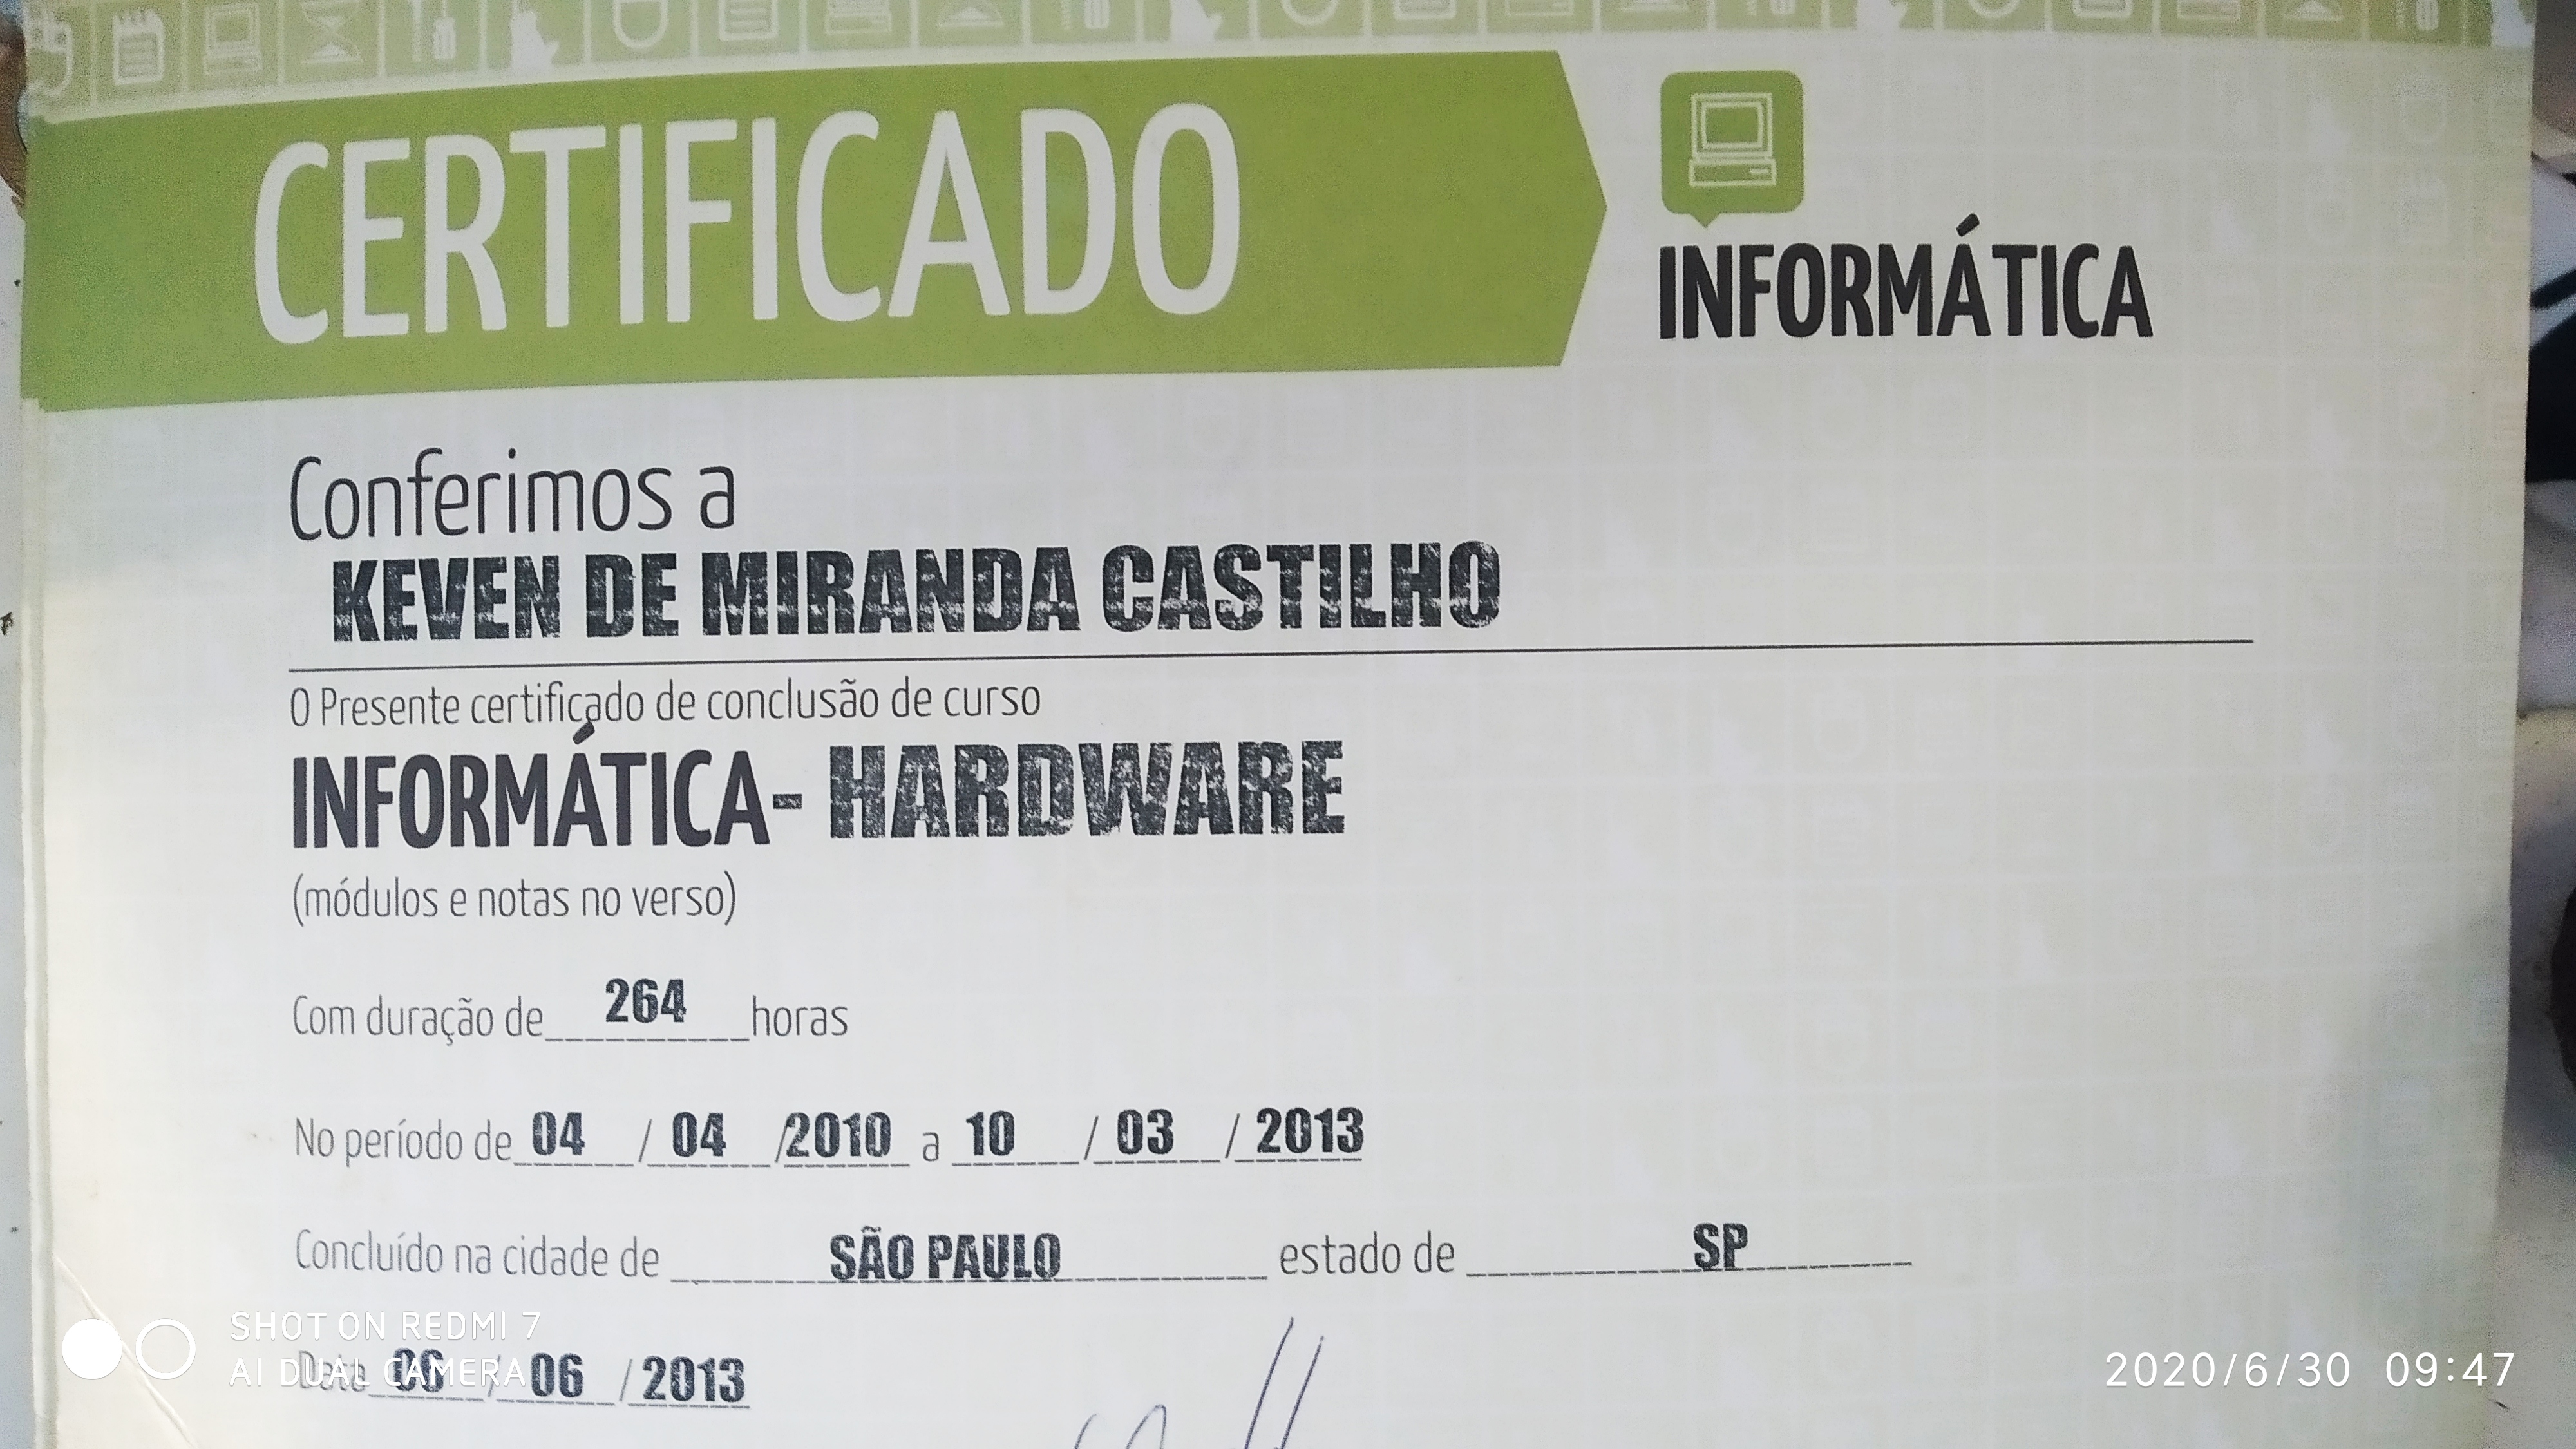 CERTIFICADO
INFORMÁTICA
Conferimos a
KEVEN DE MIRANDA CASTILHO
O Presente certificado de conclusão de curso
INFORMÁTICA- HARDWARE
(módulos e notas no verso)
Com duração de 264 horas
No período de 04 / 04 / 2010 a 10 / 03 / 2013
Concluído na cidade de SÃO PAULO estado de SP
Data 06 / 06 / 2013
SHOT ON REDMI 7
AI DUAL CAMERA
2020/6/30 09:47